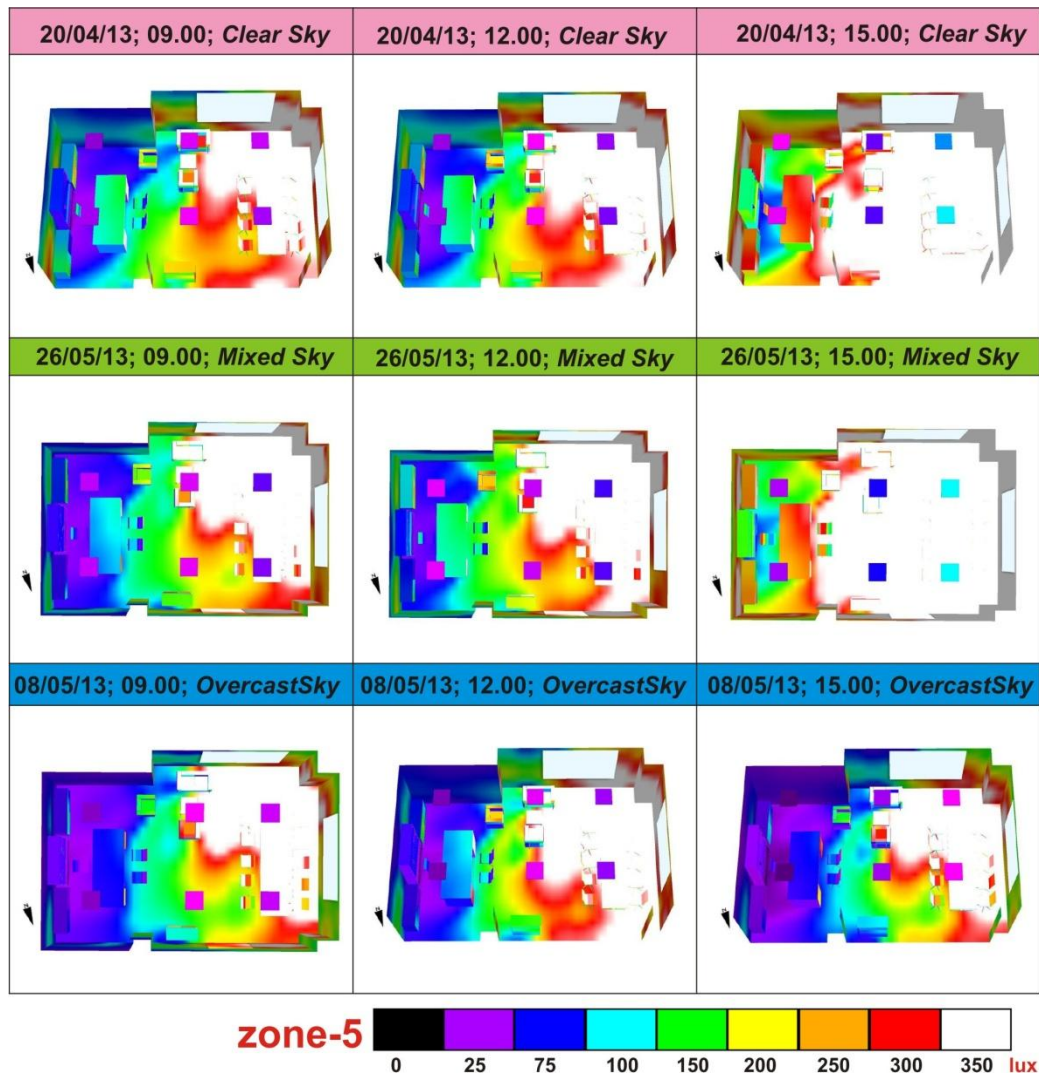 20/04/13; 09.00; Clear Sky
20/04/13; 12.00; Clear Sky
20/04/13; 15.00; Clear Sky
26/05/13; 09.00; Mixed Sky
26/05/13; 12.00; Mixed Sky
26/05/13; 15.00; Mixed Sky
08/05/13; 09.00; OvercastSky
08/05/13; 12.00; OvercastSky
08/05/13; 15.00; OvercastSky
zone-5
0 25 75 100 150 200 250 300 350 lux